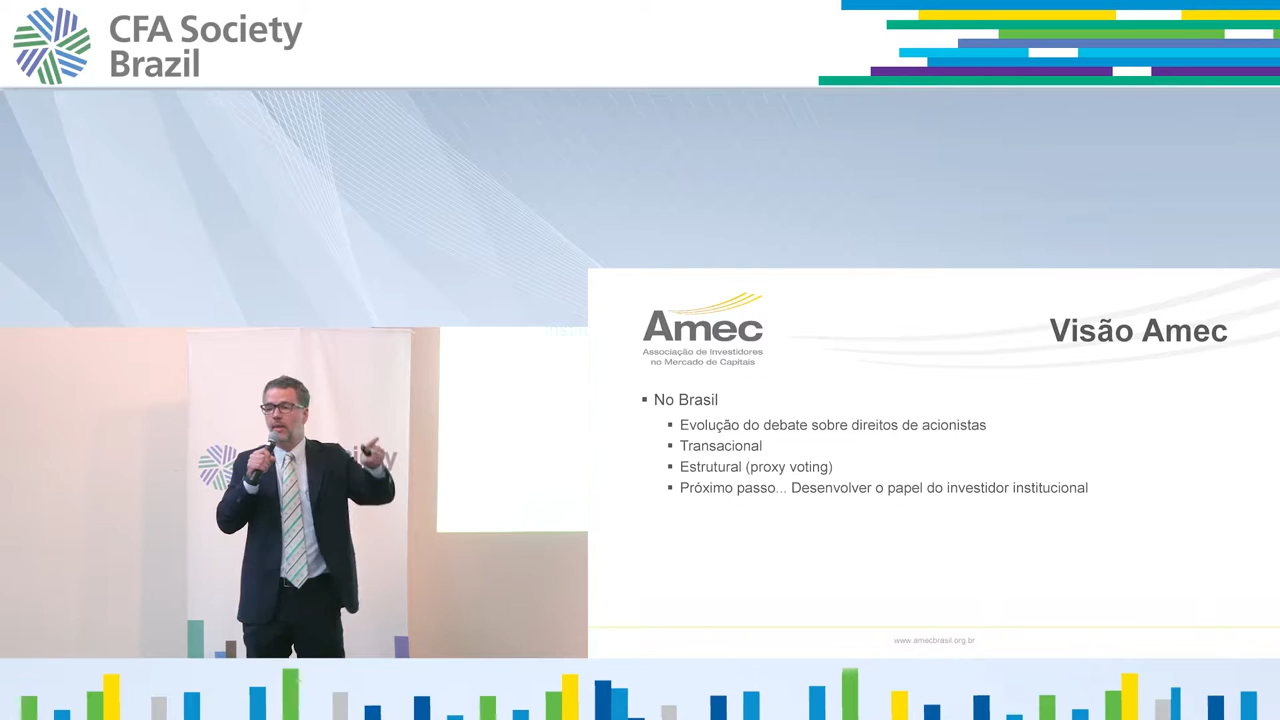 CFA Society
Brazil
Amec
Associação de Investidores
no Mercado de Capitais
Visão Amec
No Brasil
Evolução do debate sobre direitos de acionistas
Transacional
Estrutural (proxy voting)
Próximo passo... Desenvolver o papel do investidor institucional
www.amecbrasil.org.br